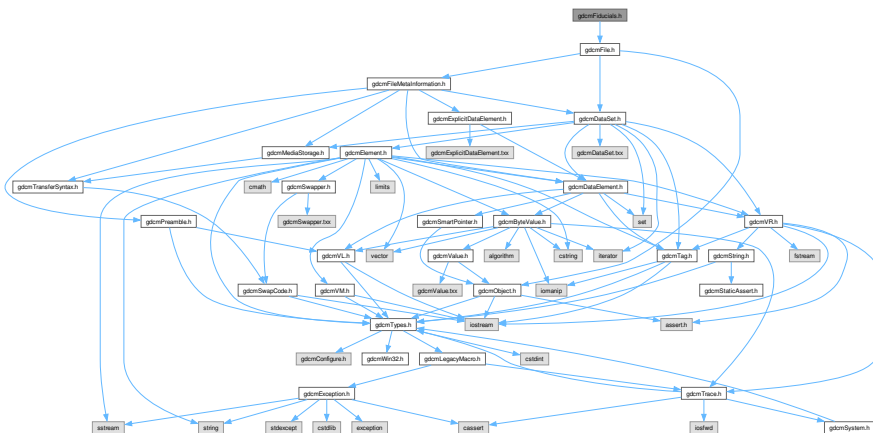 gdcmFiducials.h
gdcmFile.h
gdcmFileMetaInformation.h
gdcmExplicitDataElement.h
gdcmDataSet.h
gdcmMediaStorage.h
gdcmElement.h
gdcmExplicitDataElement.txx
gdcmDataSet.txx
gdcmTransferSyntax.h
cmath
gdcmSwapper.h
limits
gdcmDataElement.h
gdcmPreamble.h
gdcmSwapper.txx
gdcmSmartPointer.h
gdcmByteValue.h
set
gdcmVR.h
gdcmVL.h
vector
gdcmValue.h
algorithm
cstring
iterator
gdcmTag.h
gdcmString.h
fstream
gdcmSwapCode.h
gdcmVM.h
gdcmValue.txx
gdcmObject.h
iomanip
gdcmStaticAssert.h
gdcmTypes.h
iostream
assert.h
gdcmConfigure.h
gdcmWin32.h
gdcmLegacyMacro.h
cstdint
gdcmException.h
gdcmTrace.h
sstream
string
stdexcept
cstdlib
exception
cassert
iosfwd
gdcmSystem.h